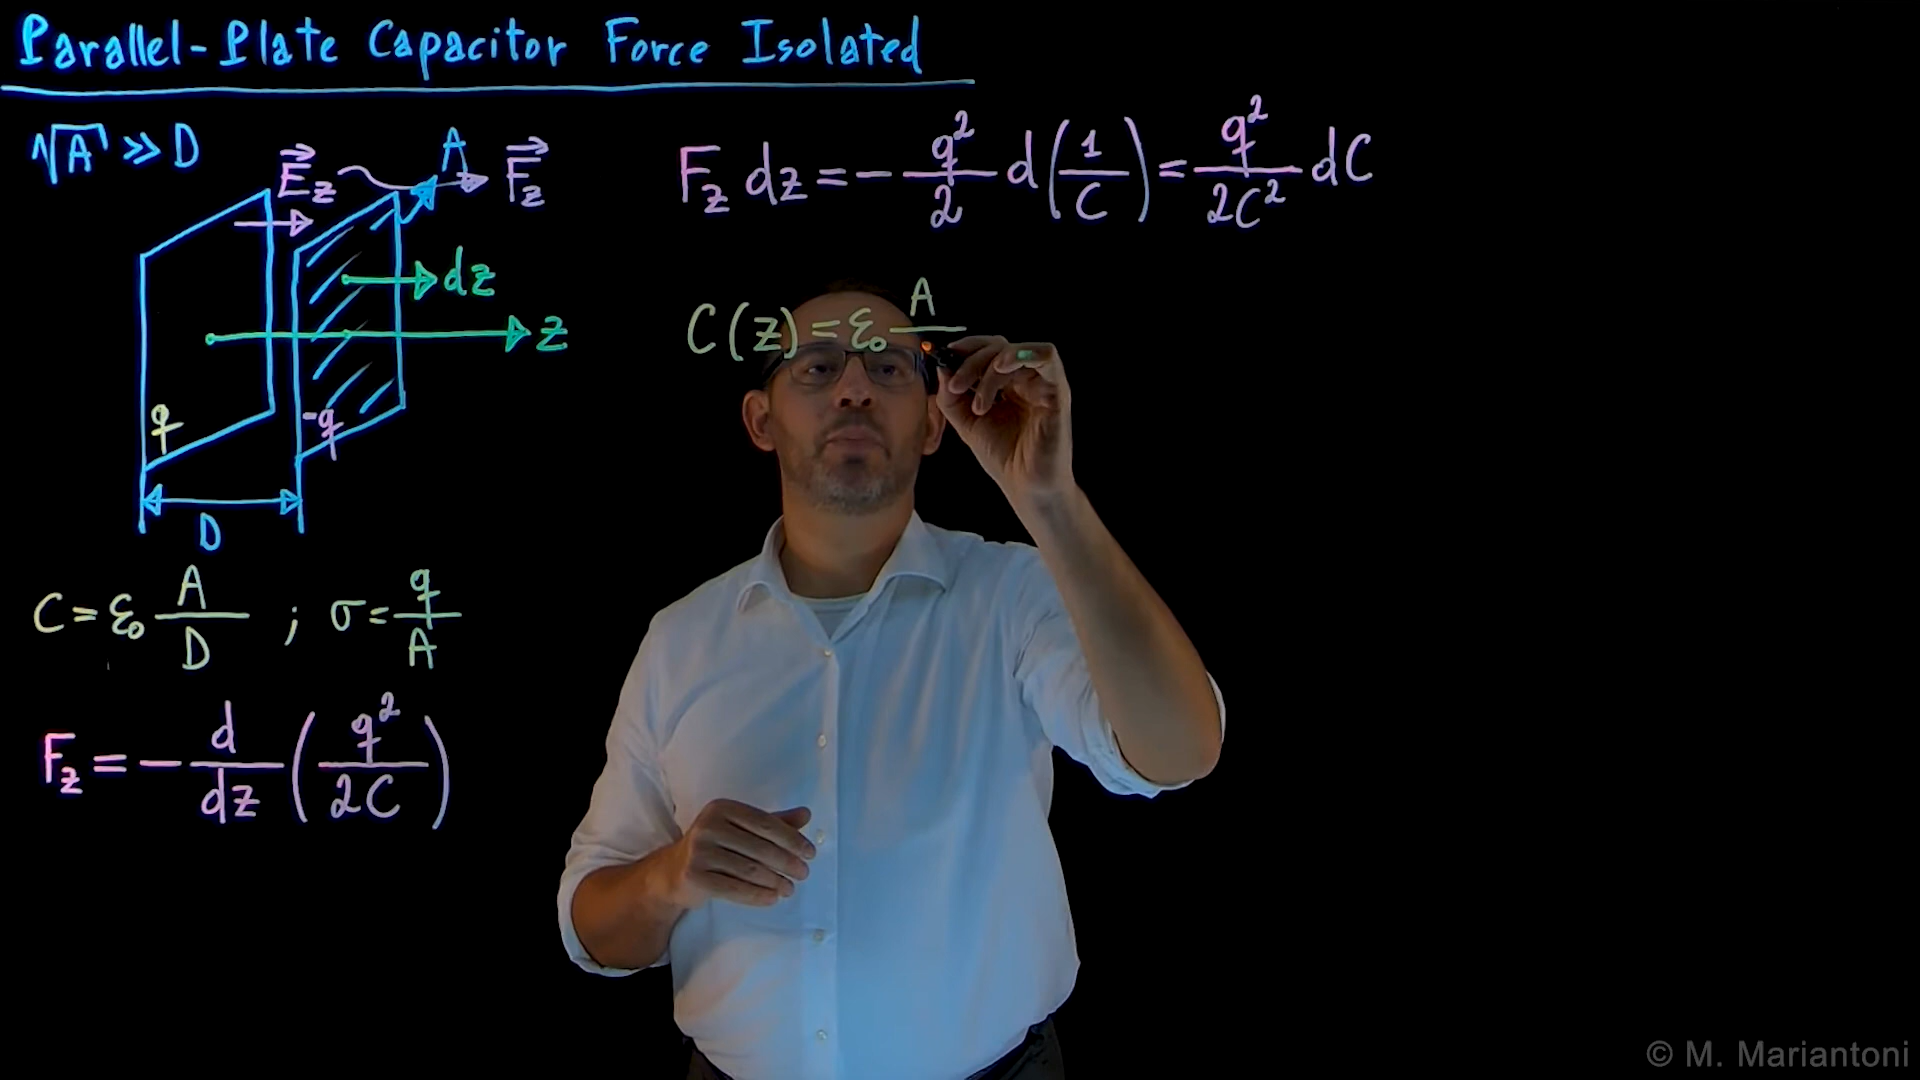 Parallel-Plate Capacitor Force Isolated
√A ≫ D
E⃗z A F⃗z
dz
z
q -q
D
C = ε₀ A/D ; σ = q/A
Fz = - d/dz (q²/2C)
Fz dz = - q²/2 d(1/C) = q²/2C² dC
C(z) = ε₀ A/
© M. Mariantoni